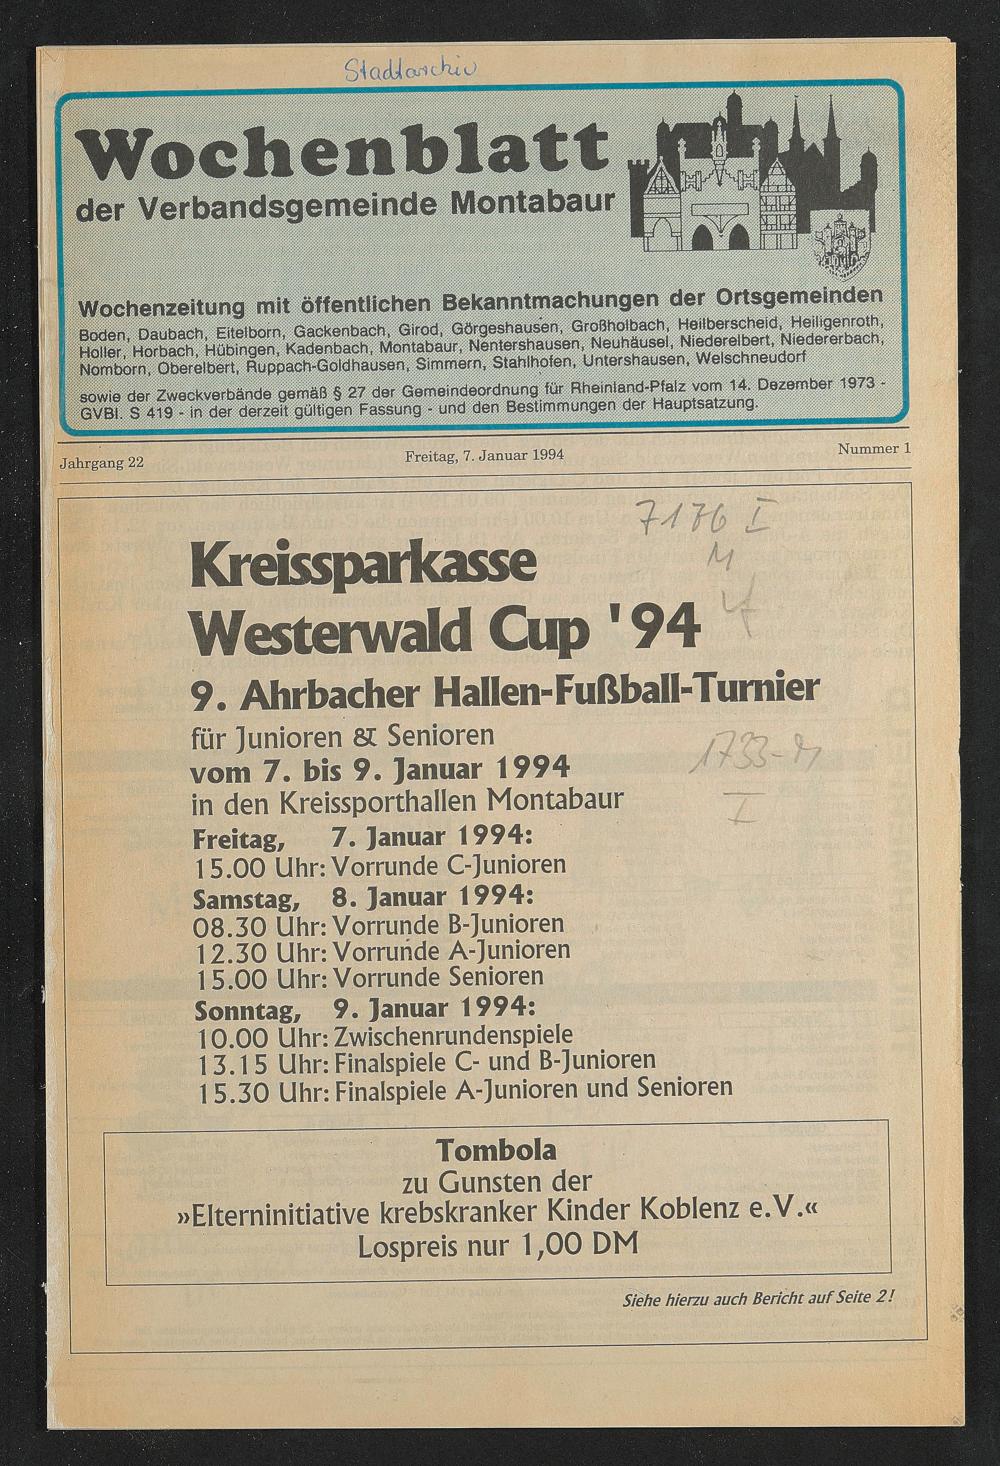 Stadtarchiv
Wochenblatt
der Verbandsgemeinde Montabaur
Wochenzeitung mit öffentlichen Bekanntmachungen der Ortsgemeinden
Boden, Daubach, Eitelborn, Gackenbach, Girod, Görgeshausen, Großholbach, Heilberscheid, Heiligenroth,
Holler, Horbach, Hübingen, Kadenbach, Montabaur, Nentershausen, Neuhäusel, Niederelbert, Niedererbach,
Nomborn, Oberelbert, Ruppach-Goldhausen, Simmern, Stahlhofen, Untershausen, Welschneudorf
sowie der Zweckverbände gemäß § 27 der Gemeindeordnung für Rheinland-Pfalz vom 14. Dezember 1973 -
GVBl. S 419 - in der derzeit gültigen Fassung - und den Bestimmungen der Hauptsatzung.
Jahrgang 22 Freitag, 7. Januar 1994 Nummer 1
7176 I
M
Kreissparkasse
Westerwald Cup '94
9. Ahrbacher Hallen-Fußball-Turnier
für Junioren & Senioren
vom 7. bis 9. Januar 1994
1733-M
I
in den Kreissporthallen Montabaur
Freitag, 7. Januar 1994:
15.00 Uhr: Vorrunde C-Junioren
Samstag, 8. Januar 1994:
08.30 Uhr: Vorrunde B-Junioren
12.30 Uhr: Vorrunde A-Junioren
15.00 Uhr: Vorrunde Senioren
Sonntag, 9. Januar 1994:
10.00 Uhr: Zwischenrundenspiele
13.15 Uhr: Finalspiele C- und B-Junioren
15.30 Uhr: Finalspiele A-Junioren und Senioren
Tombola
zu Gunsten der
»Elterninitiative krebskranker Kinder Koblenz e.V.«
Lospreis nur 1,00 DM
Siehe hierzu auch Bericht auf Seite 2!